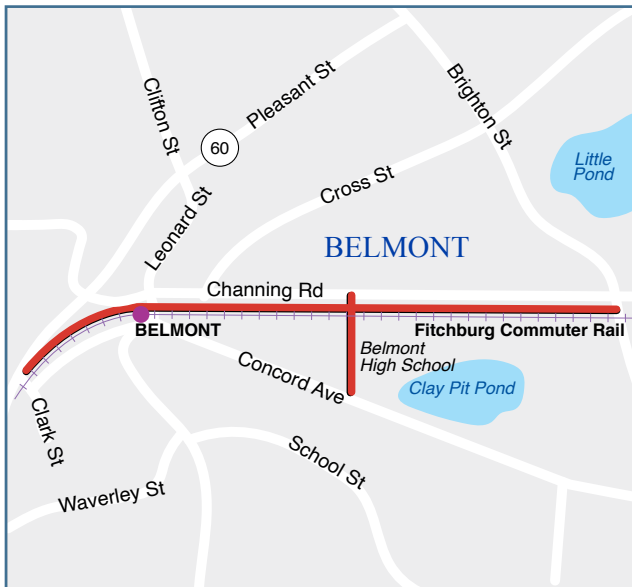 Clifton St
Pleasant St
Brighton St
60
Little
Pond
Cross St
Leonard St
BELMONT
Channing Rd
BELMONT
Fitchburg Commuter Rail
Belmont
High School
Concord Ave
Clay Pit Pond
Clark St
School St
Waverley St